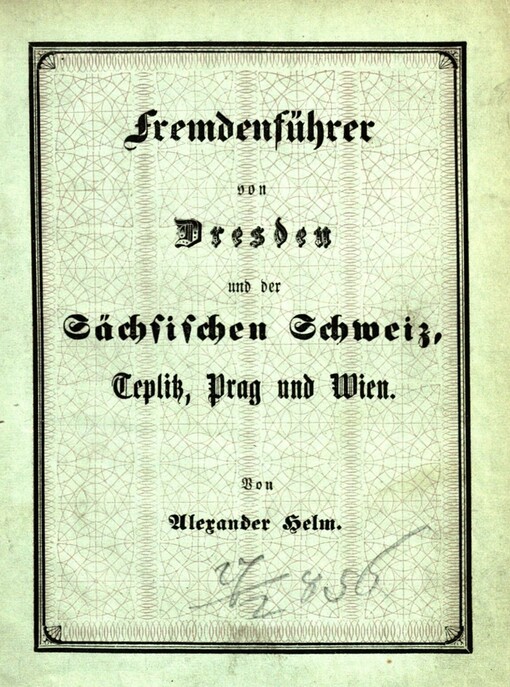 Fremdenführer
von
Dresden
und der
Sächsischen Schweiz,
Teplitz, Prag und Wien.
Von
Alexander Helm.